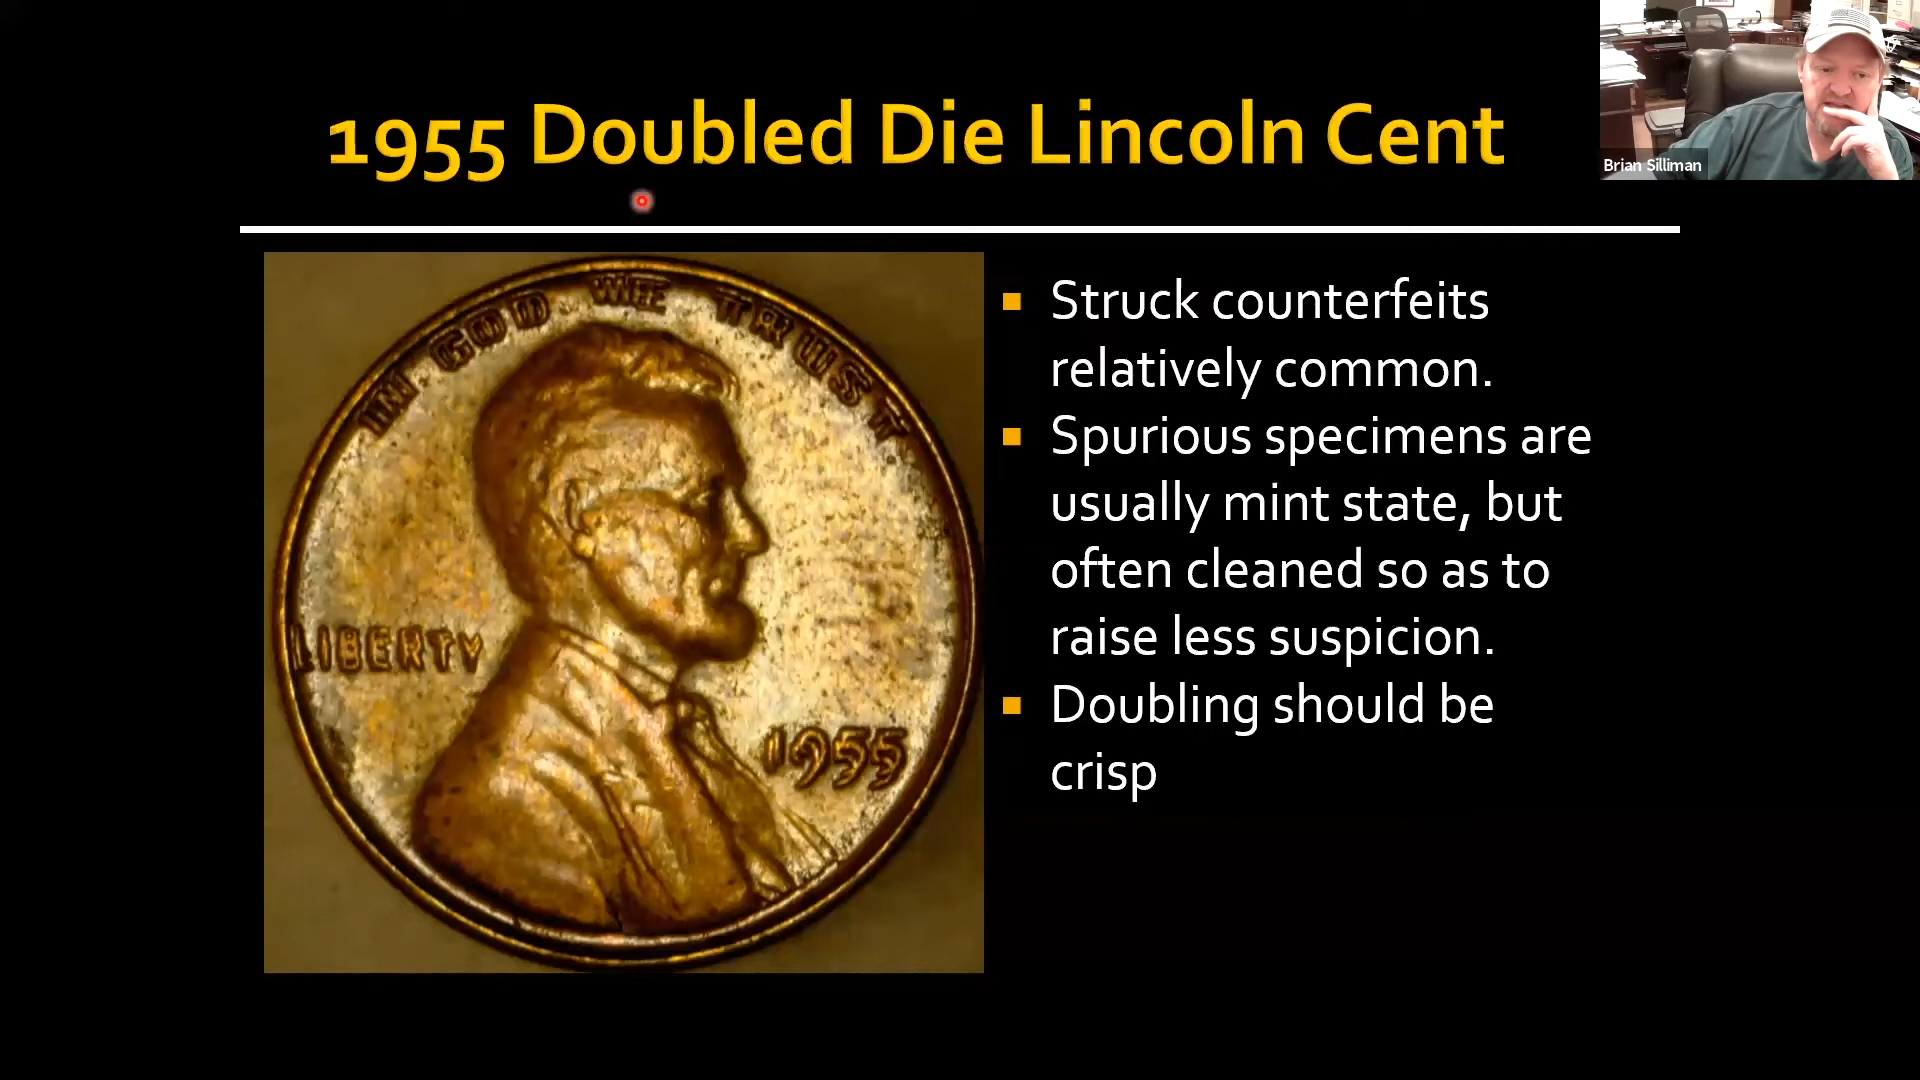 1955 Doubled Die Lincoln Cent
Brian Silliman
IN GOD WE TRUST
LIBERTY
1955
Struck counterfeits
relatively common.
Spurious specimens are
usually mint state, but
often cleaned so as to
raise less suspicion.
Doubling should be
crisp